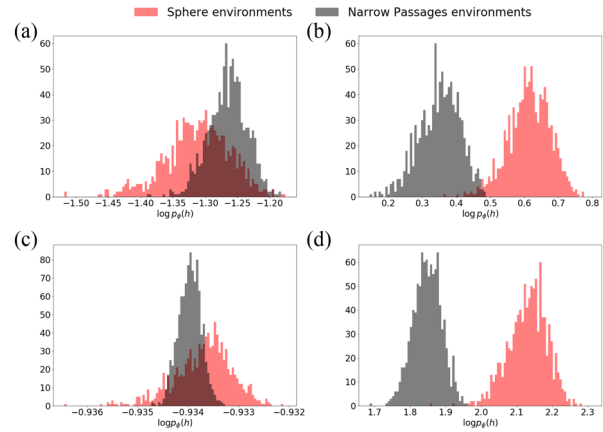 Sphere environments Narrow Passages environments
(a)
60
50
40
30
20
10
0
−1.50 −1.45 −1.40 −1.35 −1.30 −1.25 −1.20
log pϕ(h)
(b)
60
50
40
30
20
10
0
0.2 0.3 0.4 0.5 0.6 0.7 0.8
log pϕ(h)
(c)
80
70
60
50
40
30
20
10
0
−0.936 −0.935 −0.934 −0.933 −0.932
log pϕ(h)
(d)
60
50
40
30
20
10
0
1.7 1.8 1.9 2.0 2.1 2.2 2.3
log pϕ(h)